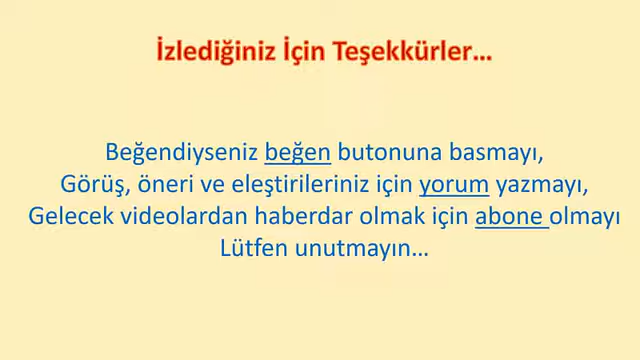 İzlediğiniz İçin Teşekkürler...
Beğendiyseniz beğen butonuna basmayı,
Görüş, öneri ve eleştirileriniz için yorum yazmayı,
Gelecek videolardan haberdar olmak için abone olmayı
Lütfen unutmayın...